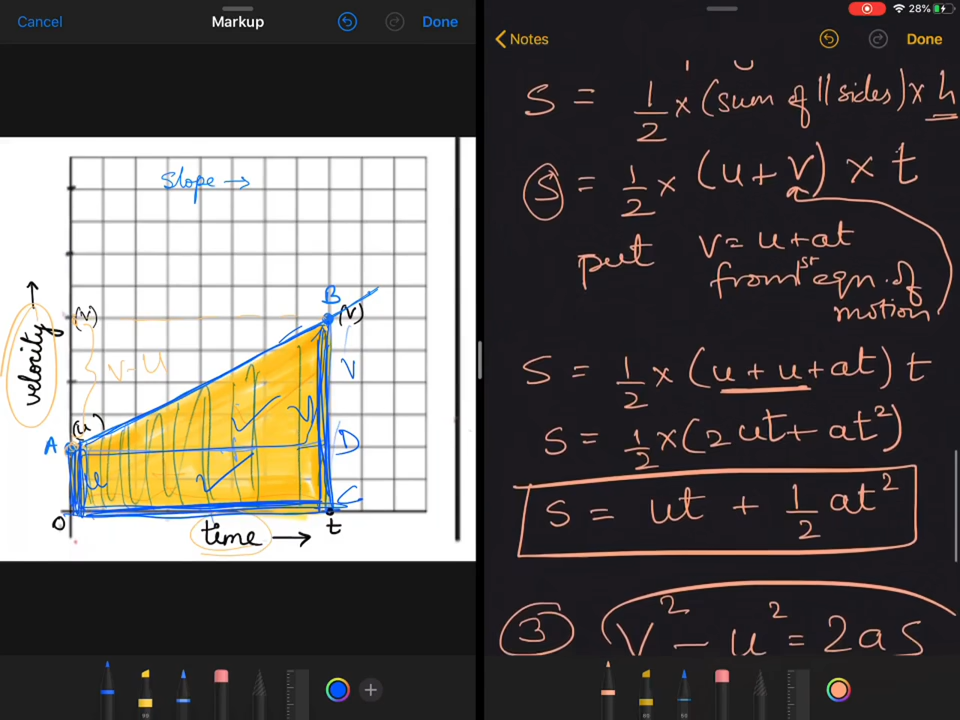 Cancel
Markup
Done
Slope →
B
(v)
(v)
velocity →
v-u
V
(u)
A
D
u
O
C
time →
t
Notes
28%
Done
S = 1/2 × (sum of || sides) × h
S = 1/2 × (u+v) × t
put v = u+at
from 1st eqn. of
motion
S = 1/2 × (u+u+at) t
S = 1/2 × (2ut + at²)
S = ut + 1/2 at²
3 V² - u² = 2aS